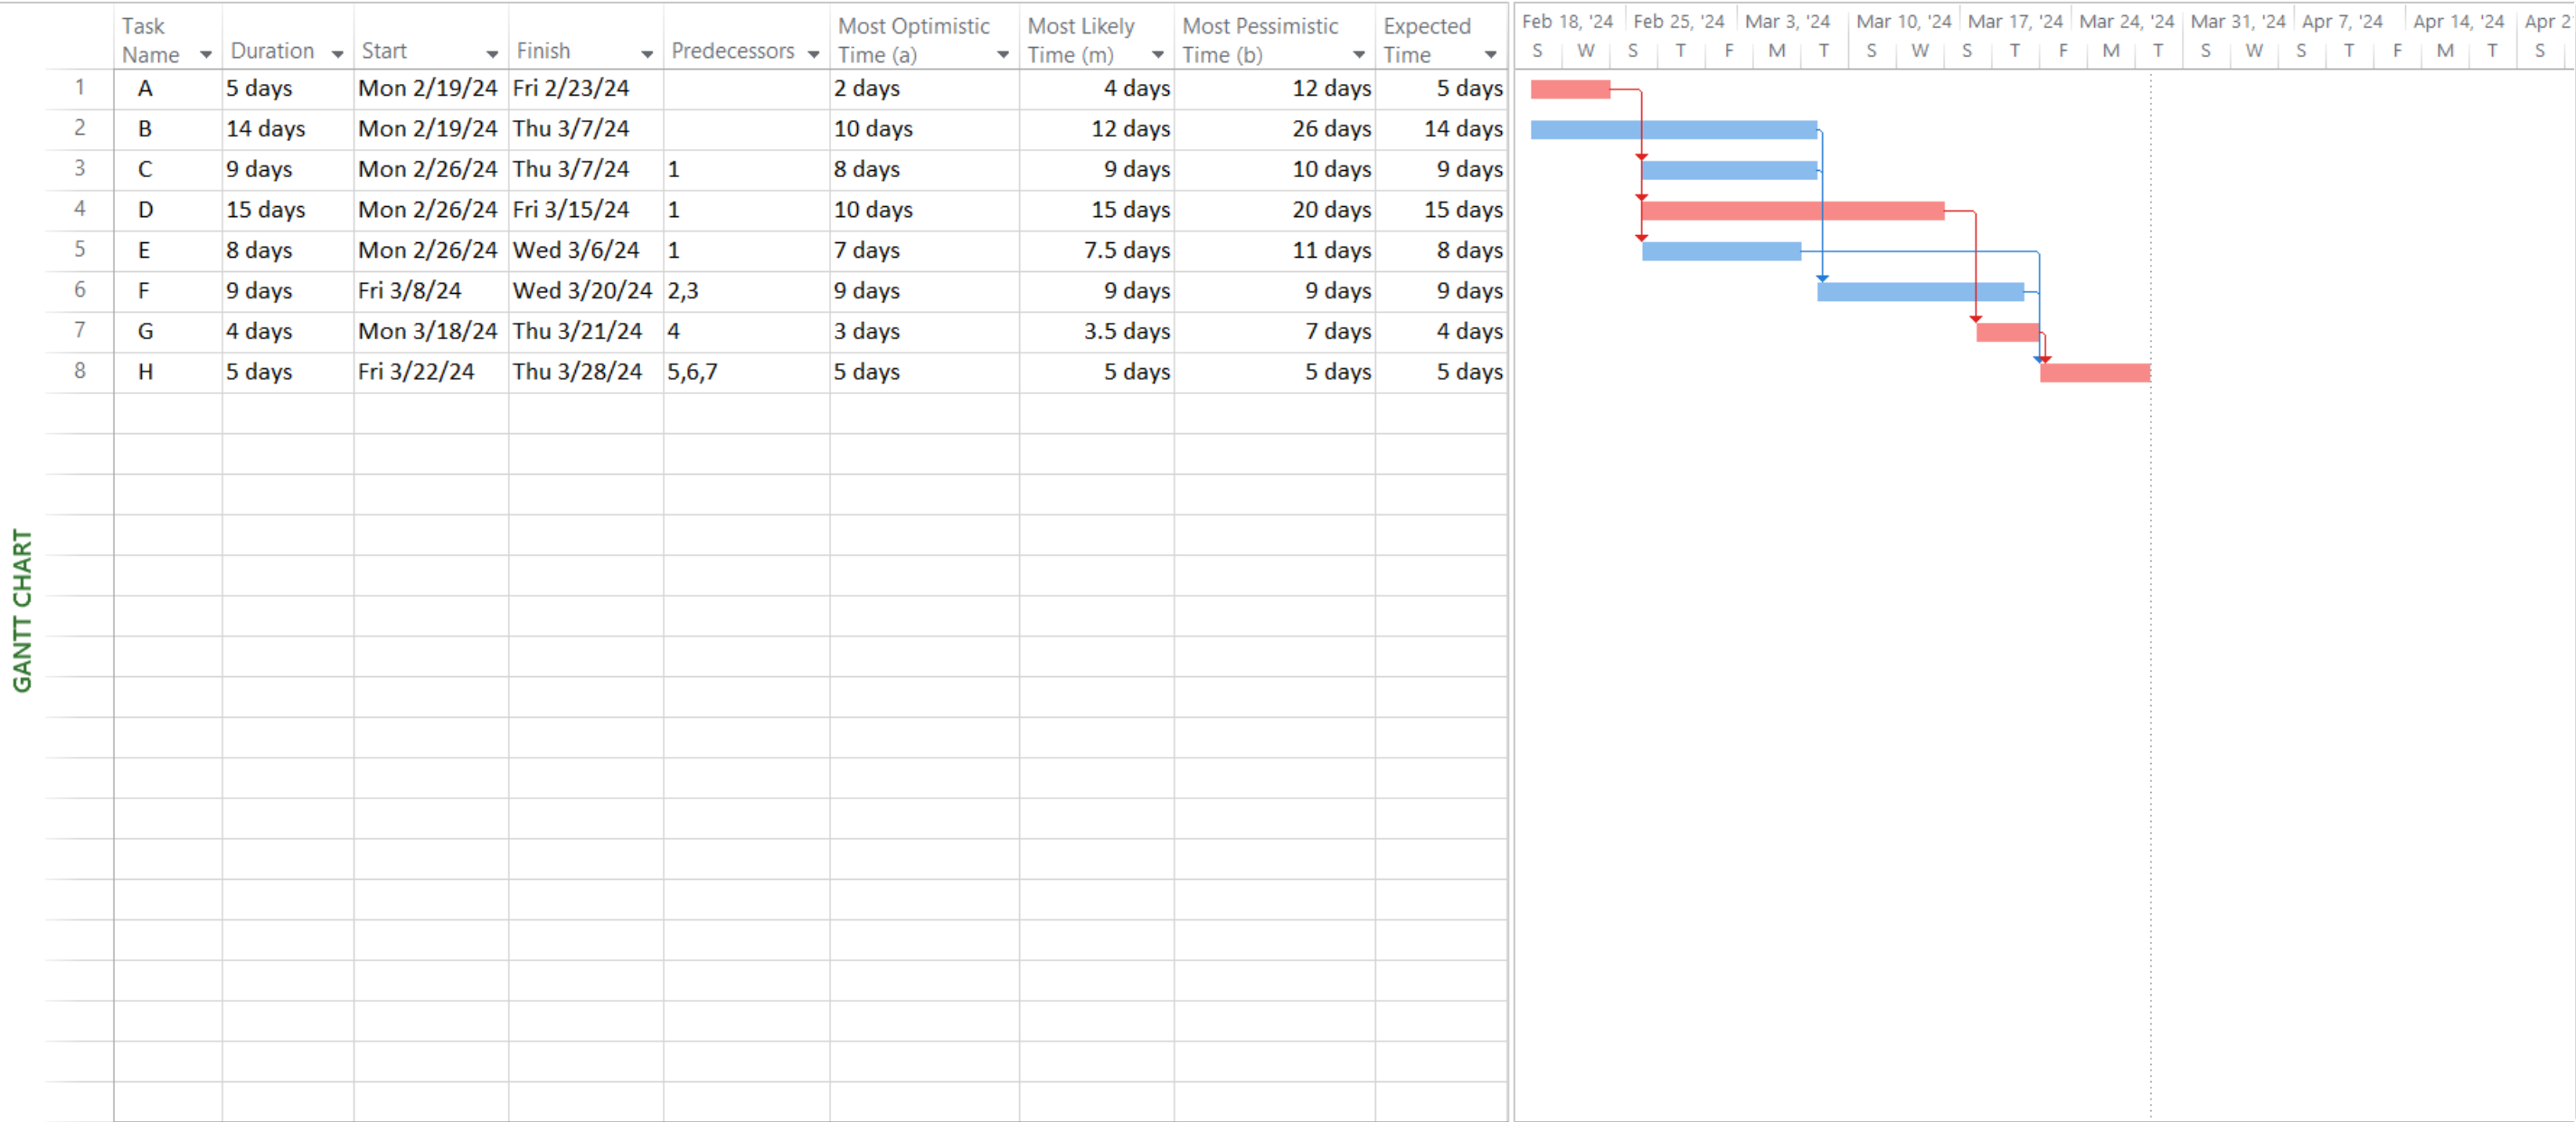 Task Name	Duration	Start	Finish	Predecessors	Most Optimistic Time (a)	Most Likely Time (m)	Most Pessimistic Time (b)	Expected Time
Feb 18, '24	Feb 25, '24	Mar 3, '24	Mar 10, '24	Mar 17, '24	Mar 24, '24	Mar 31, '24	Apr 7, '24	Apr 14, '24	Apr 2
S W S T F M T S W S T F M T S W S T F M T S
1	A	5 days	Mon 2/19/24	Fri 2/23/24		2 days	4 days	12 days	5 days
2	B	14 days	Mon 2/19/24	Thu 3/7/24		10 days	12 days	26 days	14 days
3	C	9 days	Mon 2/26/24	Thu 3/7/24	1	8 days	9 days	10 days	9 days
4	D	15 days	Mon 2/26/24	Fri 3/15/24	1	10 days	15 days	20 days	15 days
5	E	8 days	Mon 2/26/24	Wed 3/6/24	1	7 days	7.5 days	11 days	8 days
6	F	9 days	Fri 3/8/24	Wed 3/20/24	2,3	9 days	9 days	9 days	9 days
7	G	4 days	Mon 3/18/24	Thu 3/21/24	4	3 days	3.5 days	7 days	4 days
8	H	5 days	Fri 3/22/24	Thu 3/28/24	5,6,7	5 days	5 days	5 days	5 days
GANTT CHART